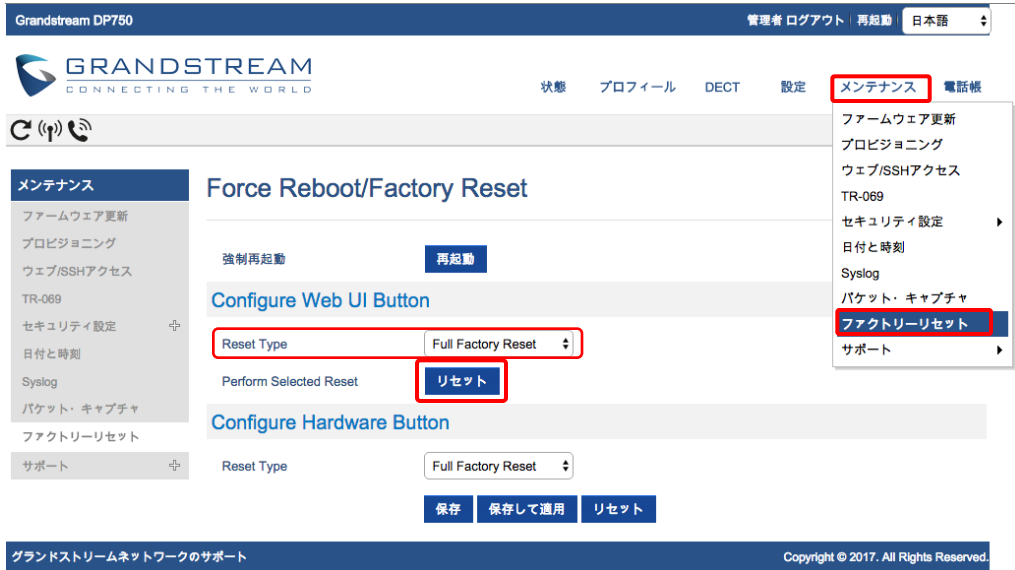 Grandstream DP750
管理者 ログアウト 再起動 日本語
GRANDSTREAM
CONNECTING THE WORLD
状態 プロフィール DECT 設定 メンテナンス 電話帳
ファームウェア更新
プロビジョニング
ウェブ/SSHアクセス
TR-069
セキュリティ設定
日付と時刻
Syslog
パケット・キャプチャ
ファクトリーリセット
サポート
メンテナンス
ファームウェア更新
プロビジョニング
ウェブ/SSHアクセス
TR-069
セキュリティ設定
日付と時刻
Syslog
パケット・キャプチャ
ファクトリーリセット
サポート
Force Reboot/Factory Reset
強制再起動 再起動
Configure Web UI Button
Reset Type Full Factory Reset
Perform Selected Reset リセット
Configure Hardware Button
Reset Type Full Factory Reset
保存 保存して適用 リセット
グランドストリームネットワークのサポート
Copyright © 2017. All Rights Reserved.